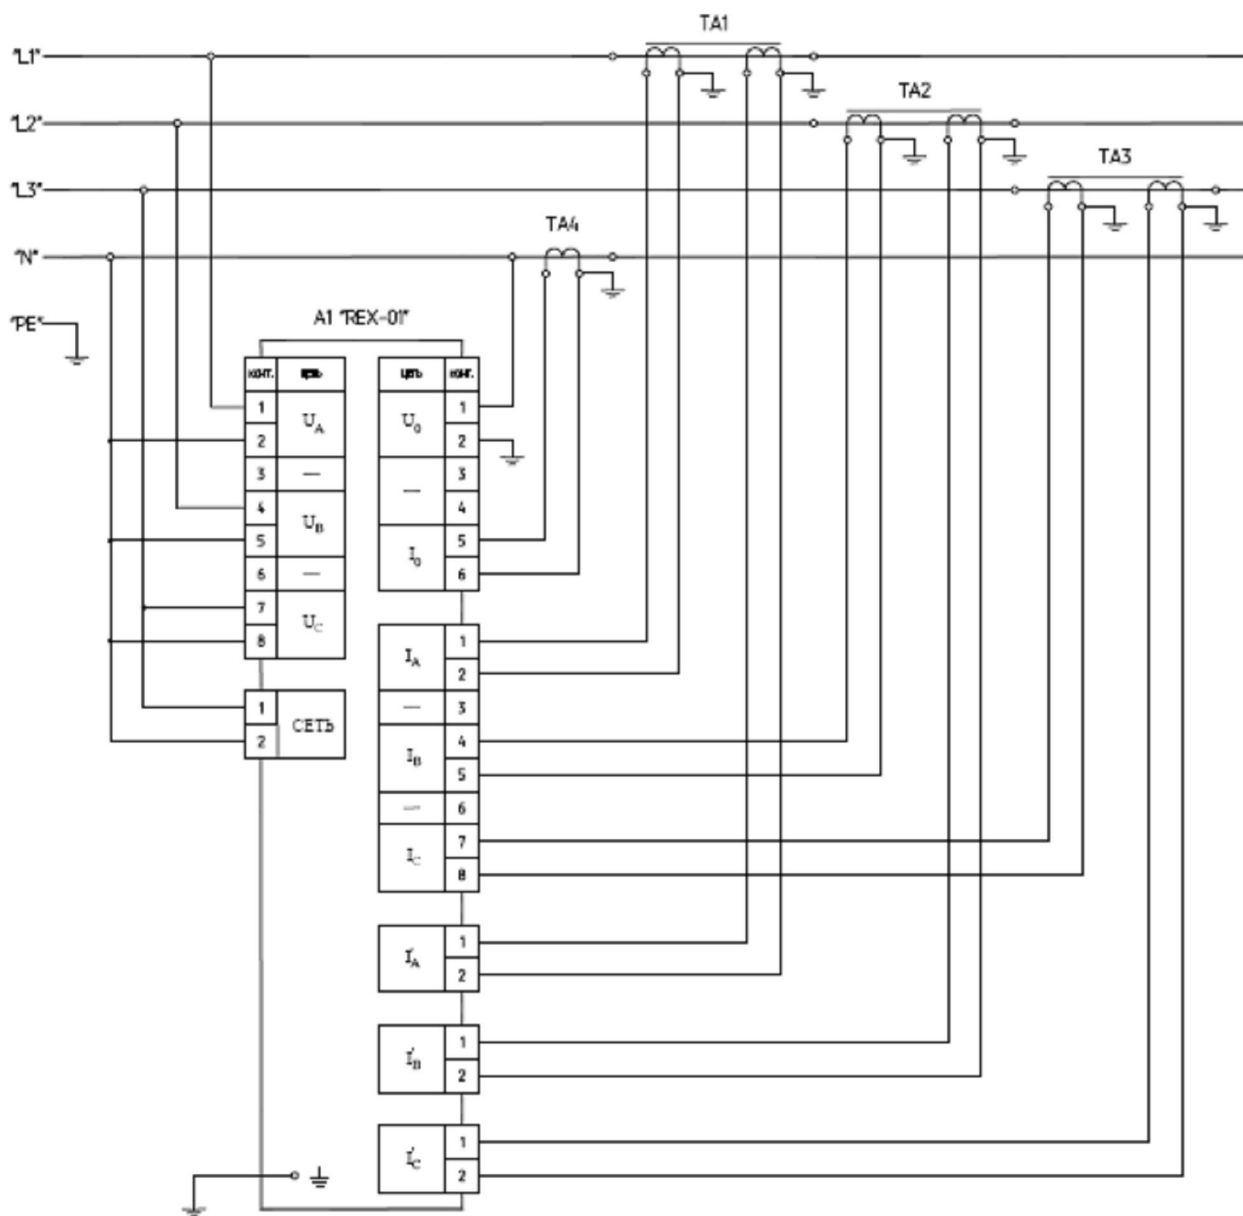 TA1
"L1"
TA2
"L2"
TA3
"L3"
TA4
"N"
A1 "REX-01"
"PE"
конт.
цепь
конт.
1
U_A
U_0
1
2
2
3
—
—
3
4
U_B
4
5
I_0
5
6
—
6
7
U_C
8
I_A
1
2
1
СЕТЬ
—
3
2
I_B
4
5
—
6
I_C
7
8
I'_A
1
2
I'_B
1
2
I'_C
1
2